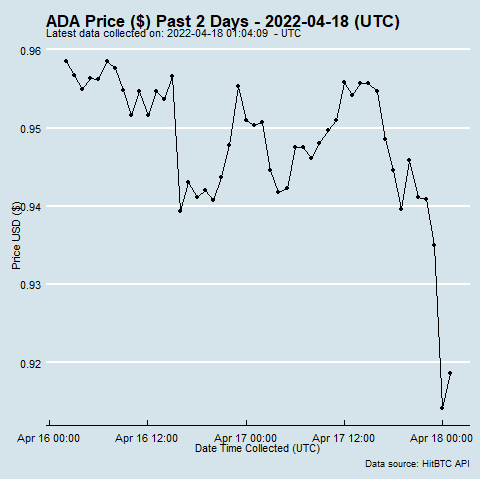 ADA Price ($) Past 2 Days - 2022-04-18 (UTC)
Latest data collected on: 2022-04-18 01:04:09 - UTC
0.96
0.95
0.94
0.93
0.92
Price USD ($)
Apr 16 00:00 Apr 16 12:00 Apr 17 00:00 Apr 17 12:00 Apr 18 00:00
Date Time Collected (UTC)
Data source: HitBTC API